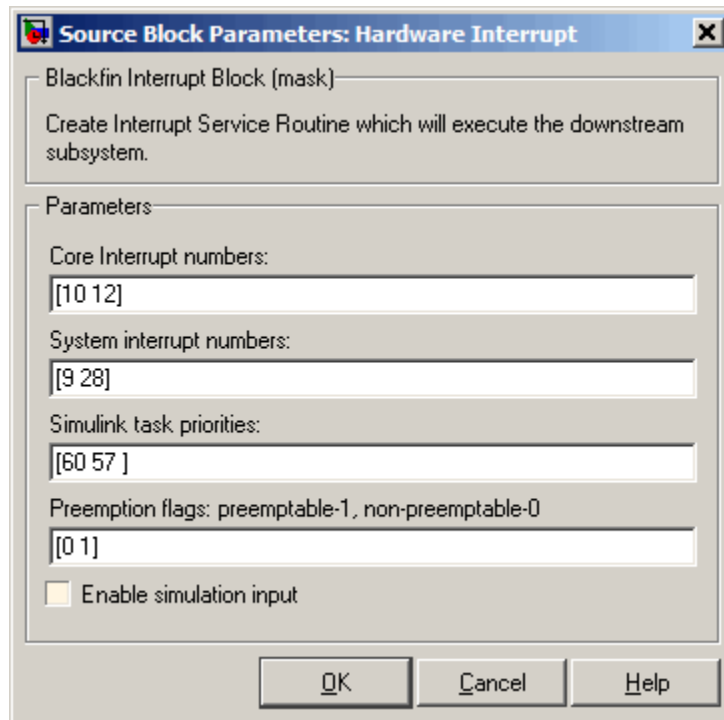 Source Block Parameters: Hardware Interrupt
Blackfin Interrupt Block (mask)
Create Interrupt Service Routine which will execute the downstream
subsystem.
Parameters
Core Interrupt numbers:
[10 12]
System interrupt numbers:
[9 28]
Simulink task priorities:
[60 57 ]
Preemption flags: preemptable-1, non-preemptable-0
[0 1]
Enable simulation input
OK Cancel Help